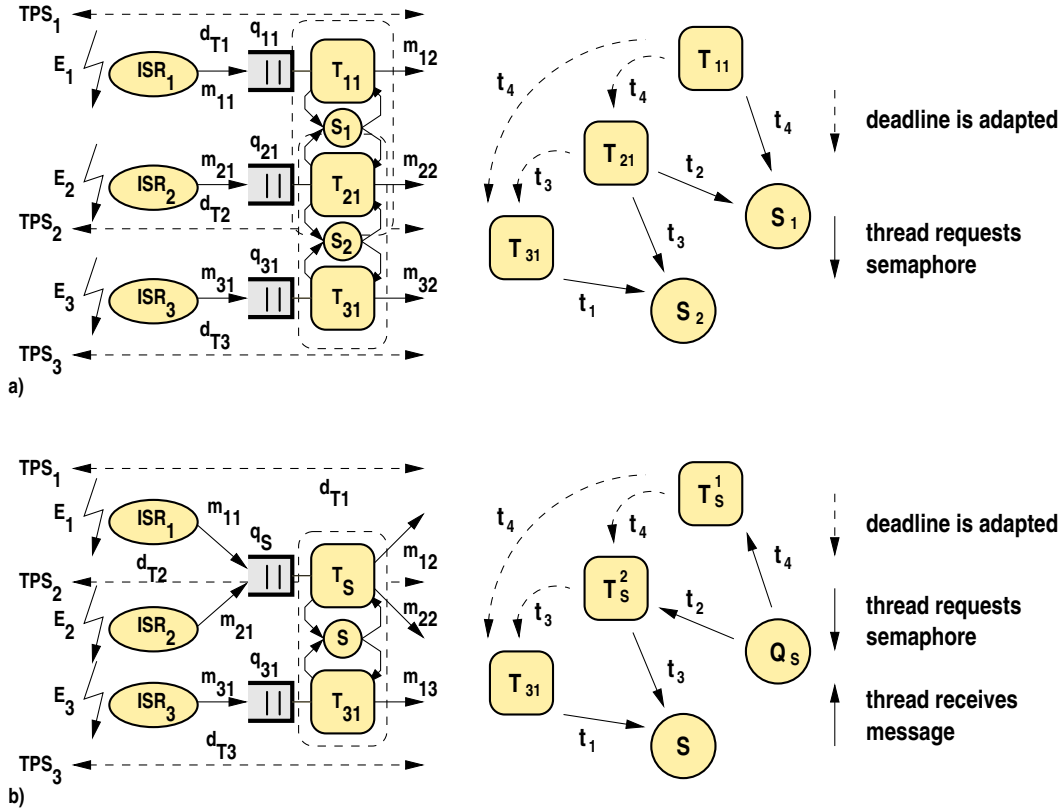 TPS1
E1
ISR1
dT1
m11
q11
T11
m12
S1
E2
ISR2
m21
dT2
q21
T21
m22
TPS2
S2
E3
ISR3
m31
dT3
q31
T31
m32
TPS3
a)
T11
t4
t4
t4
T21
t3
t2
S1
T31
t3
t1
S2
deadline is adapted
thread requests
semaphore
TPS1
E1
ISR1
m11
dT1
qS
TS
m12
dT2
TPS2
E2
ISR2
m21
m22
S
E3
ISR3
m31
dT3
q31
T31
m13
TPS3
b)
TS1
t4
t4
t4
TS2
t3
t2
QS
T31
t3
t1
S
deadline is adapted
thread requests
semaphore
thread receives
message